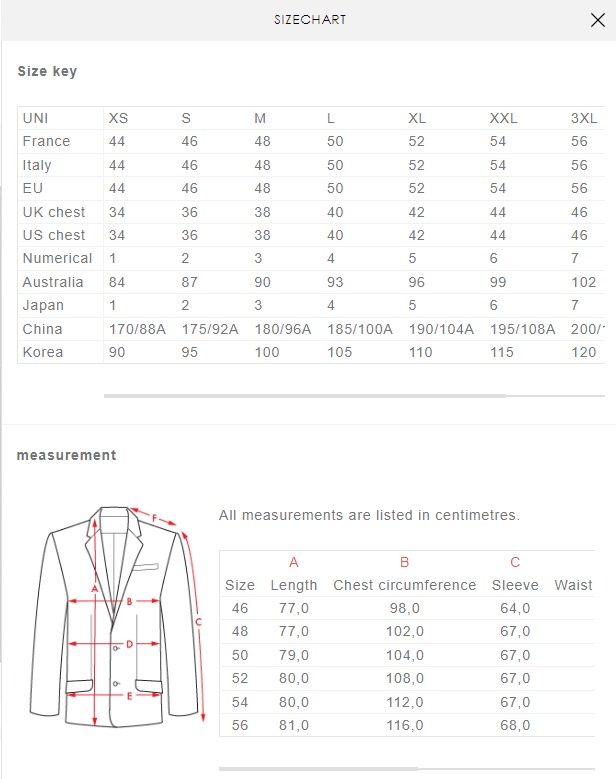 SIZECHART
Size key
UNI XS S M L XL XXL 3XL
France 44 46 48 50 52 54 56
Italy 44 46 48 50 52 54 56
EU 44 46 48 50 52 54 56
UK chest 34 36 38 40 42 44 46
US chest 34 36 38 40 42 44 46
Numerical 1 2 3 4 5 6 7
Australia 84 87 90 93 96 99 102
Japan 1 2 3 4 5 6 7
China 170/88A 175/92A 180/96A 185/100A 190/104A 195/108A 200/
Korea 90 95 100 105 110 115 120
measurement
All measurements are listed in centimetres.
A B C
Size Length Chest circumference Sleeve Waist
46 77,0 98,0 64,0
48 77,0 102,0 67,0
50 79,0 104,0 67,0
52 80,0 108,0 67,0
54 80,0 112,0 67,0
56 81,0 116,0 68,0
F
A
B
C
D
E